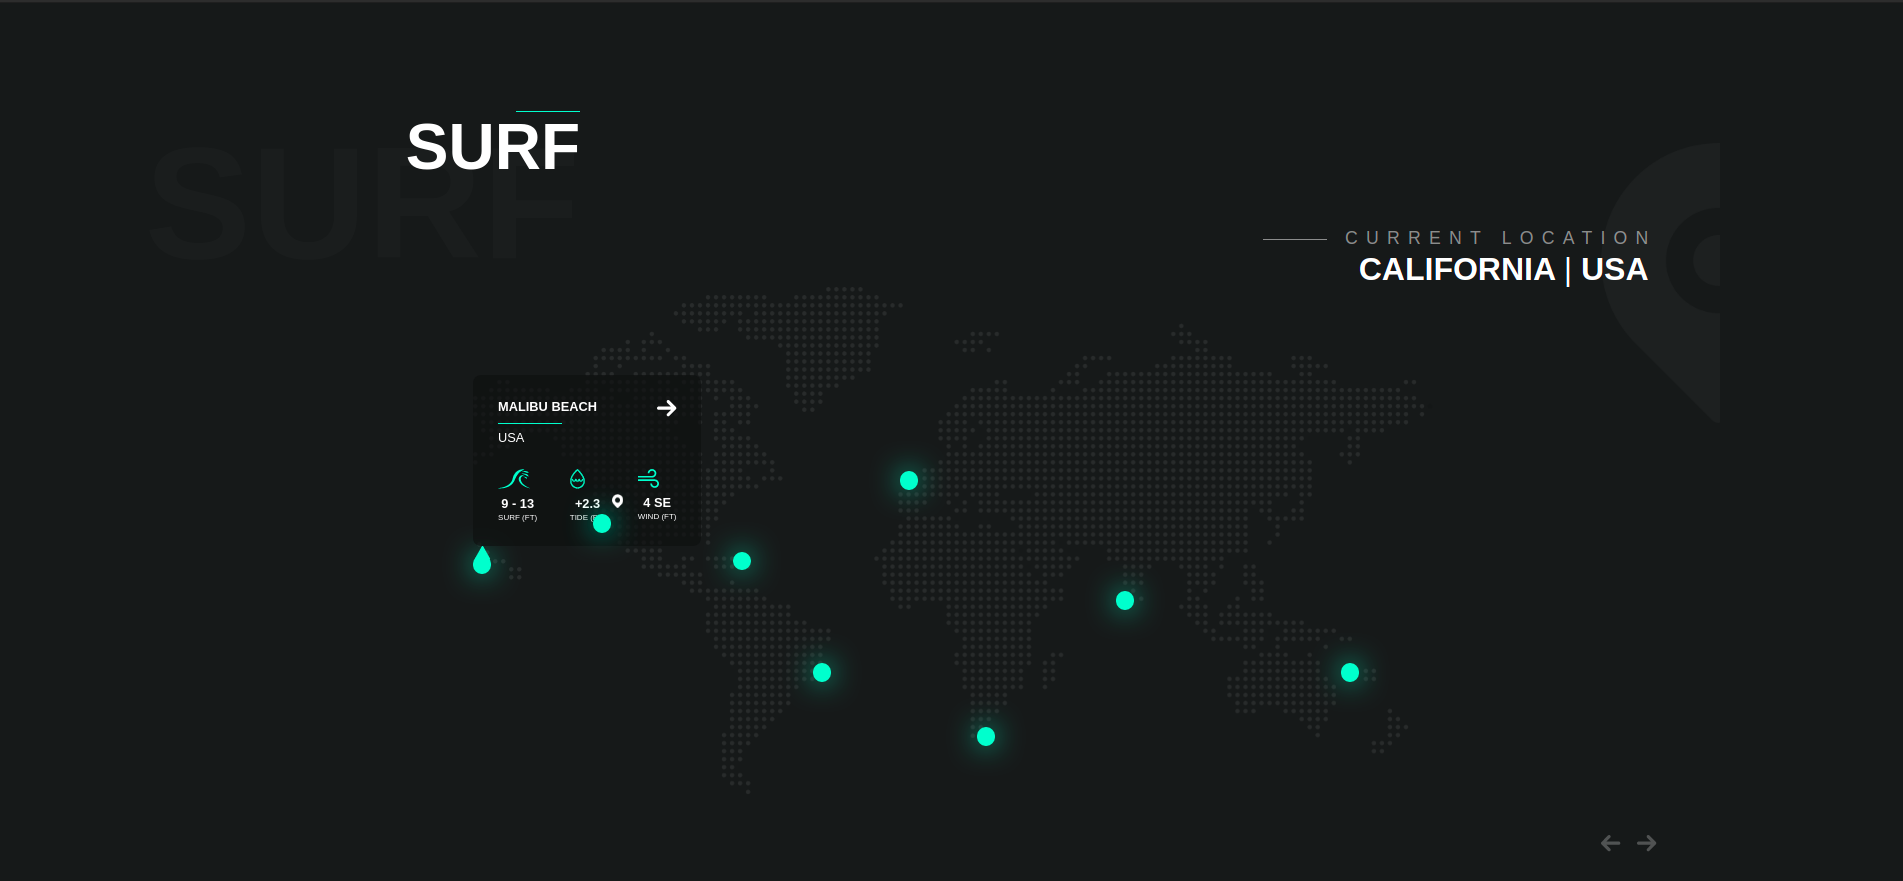 SURF
SURF
CURRENT LOCATION
CALIFORNIA | USA
MALIBU BEACH
USA
9 - 13
+2.3
4 SE
SURF (FT)
TIDE (F
WIND (FT)